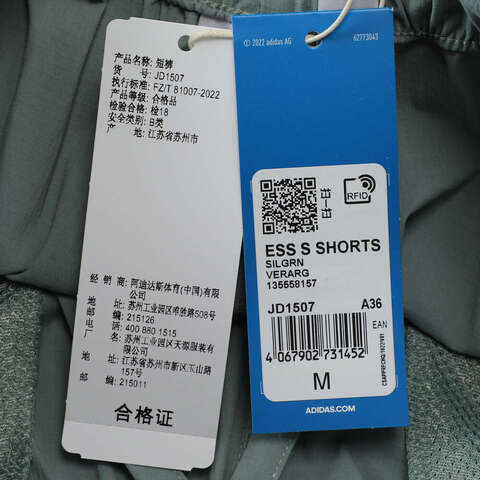 产品名称: 短裤
货 号: JD1507
执行标准: FZ/T 81007-2022
产品等级: 合格品
检验合格: 检18
安全类别: B类
产 地: 江苏省苏州市
经 销 商: 阿迪达斯体育(中国)有限
公司
地 址: 苏州工业园区唯新路508号
邮 编: 215126
电 话: 400 880 1515
厂 名: 苏州工业园区天都服装有
限公司
地 址: 江苏省苏州市新区玉山路
157号
邮 编: 215011
合格证
© 2022 adidas AG
62773043
RFID
ESS S SHORTS
SILGRN
VERARG
135558157
JD1507 A36
EAN
4 067902 731452
M
ADIDAS.COM